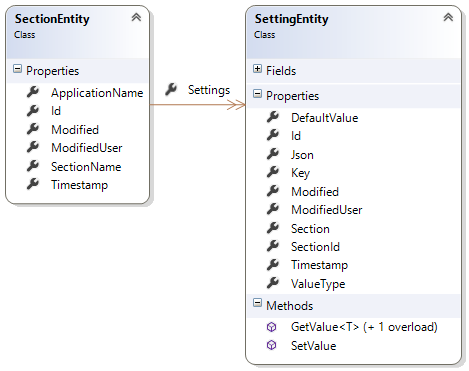 SectionEntity
Class
Properties
ApplicationName
Id
Modified
ModifiedUser
SectionName
Timestamp
Settings
SettingEntity
Class
Fields
Properties
DefaultValue
Id
Json
Key
Modified
ModifiedUser
Section
SectionId
Timestamp
ValueType
Methods
GetValue<T> (+ 1 overload)
SetValue